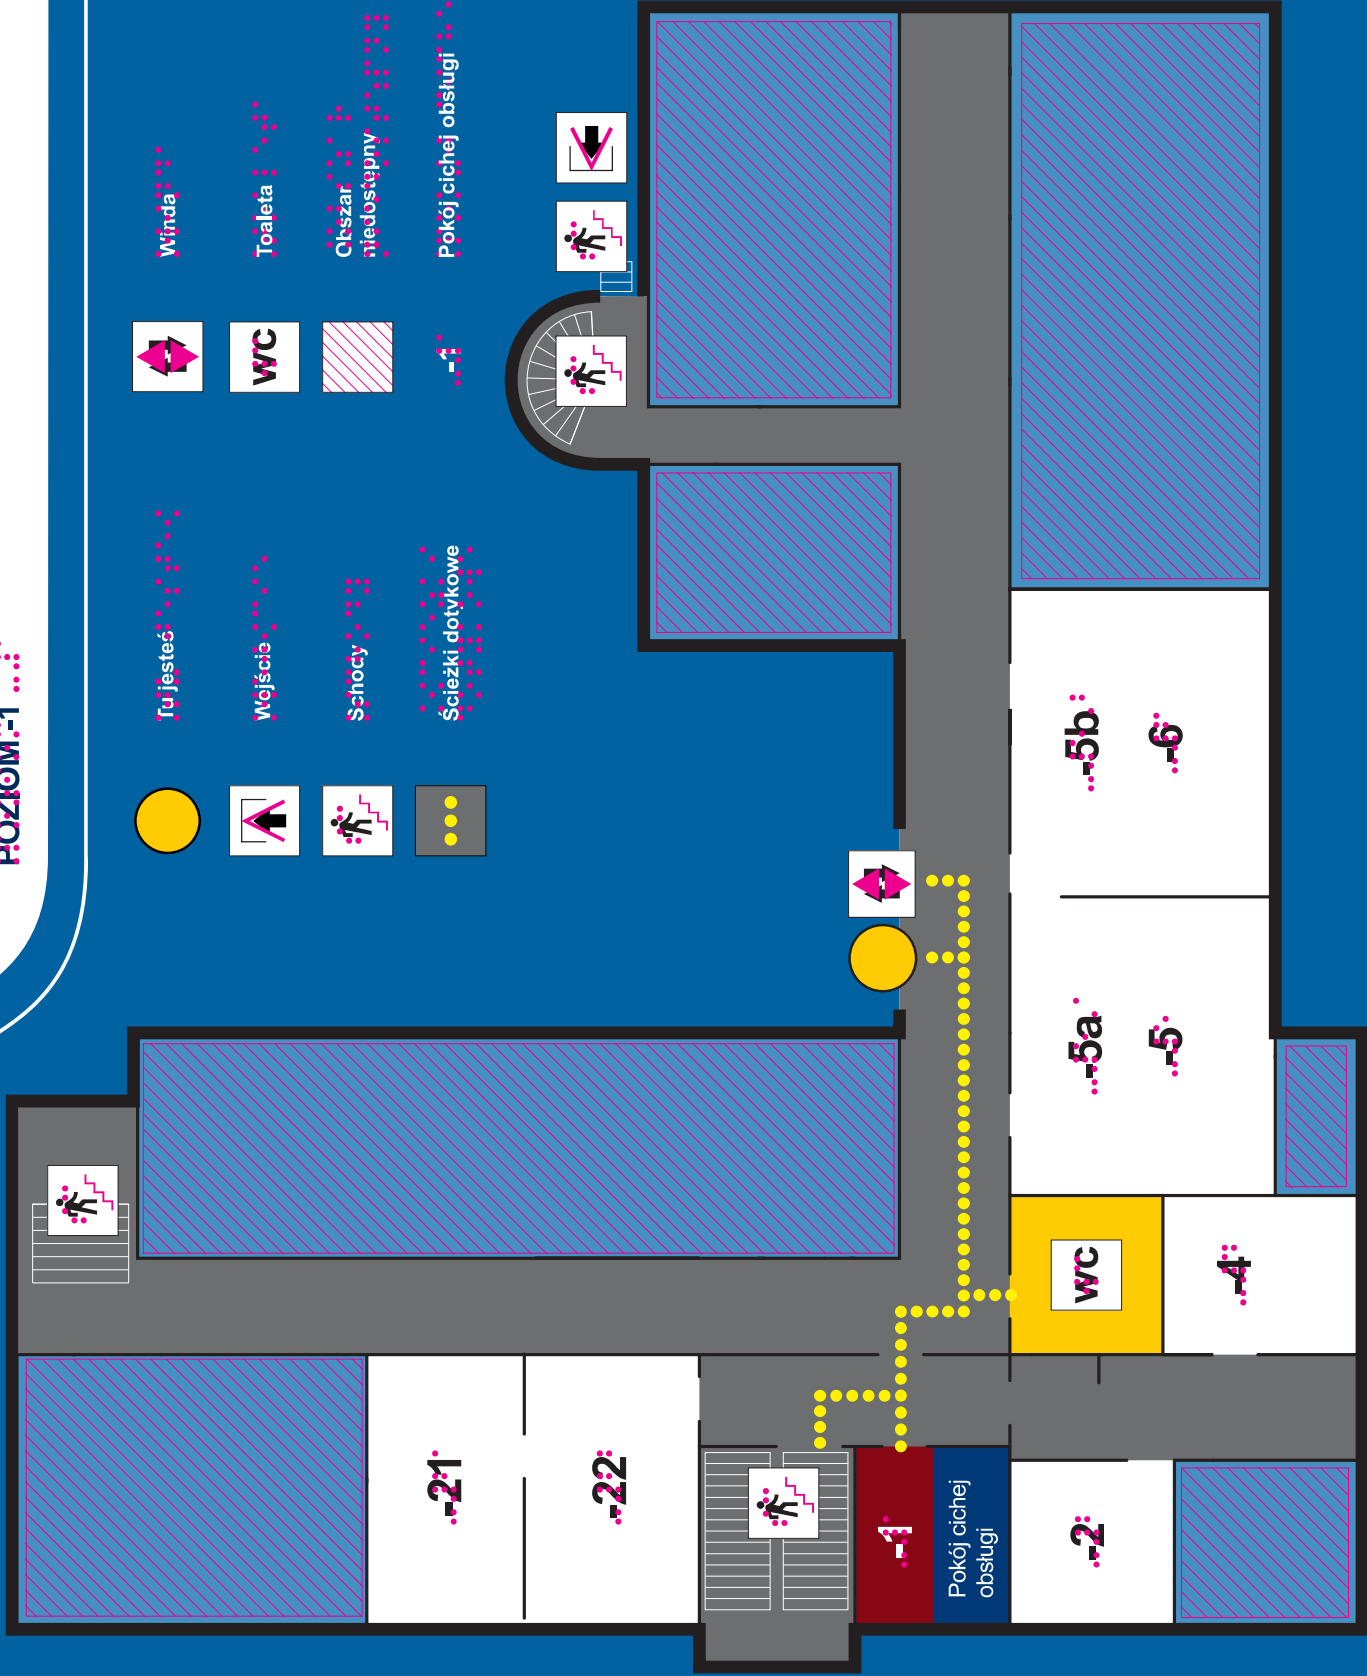 POZIOM -1
Tu jesteś
Wejście
Schody
Ścieżki dotykowe
Winda
wc
Toaleta
Obszar
niedostępny
-1
Pokój cichej obsługi
-21
-22
-1
Pokój cichej
obsługi
-2
wc
-4
-5a
-5
-5b
-6